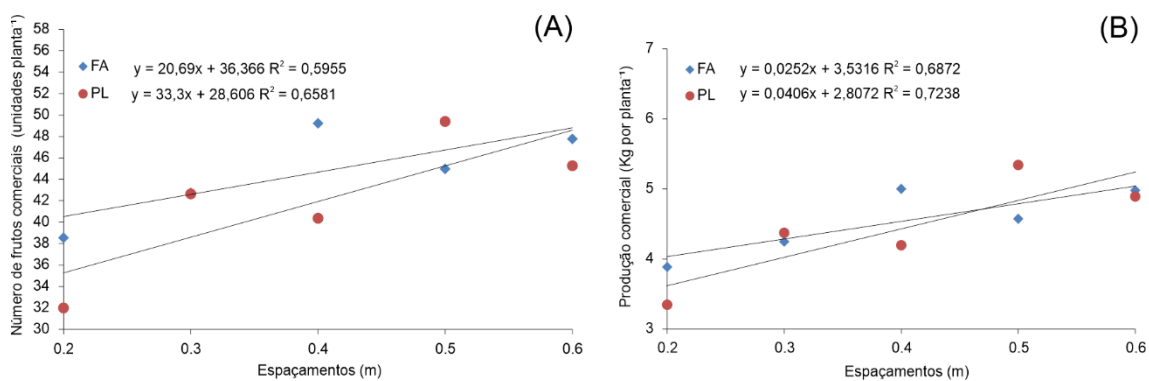 (A)
Número de frutos comerciais (unidades planta⁻¹)
58
56
54
52
50
48
46
44
42
40
38
36
34
32
30
FA y = 20,69x + 36,366 R² = 0,5955
PL y = 33,3x + 28,606 R² = 0,6581
0.2 0.3 0.4 0.5 0.6
Espaçamentos (m)
(B)
Produção comercial (Kg por planta⁻¹)
7
6
5
4
3
FA y = 0,0252x + 3,5316 R² = 0,6872
PL y = 0,0406x + 2,8072 R² = 0,7238
0.2 0.3 0.4 0.5 0.6
Espaçamentos (m)